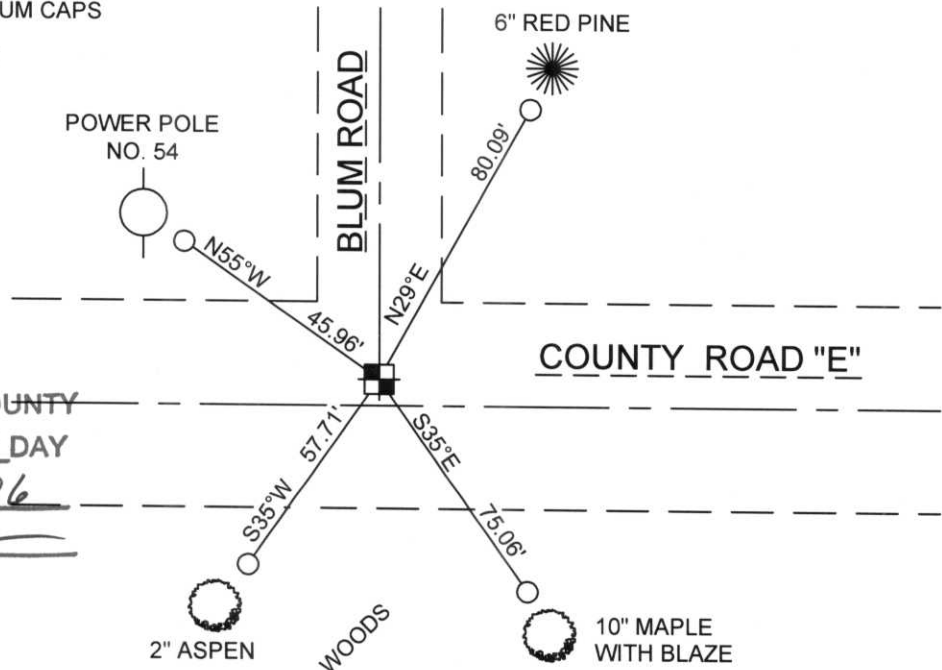 UM CAPS
6" RED PINE
POWER POLE
NO. 54
BLUM ROAD
80.09'
N55°W
45.96'
N29°E
COUNTY ROAD "E"
OUNTY
DAY
57.71'
S35°W
S35°E
75.06'
2" ASPEN
WOODS
10" MAPLE
WITH BLAZE